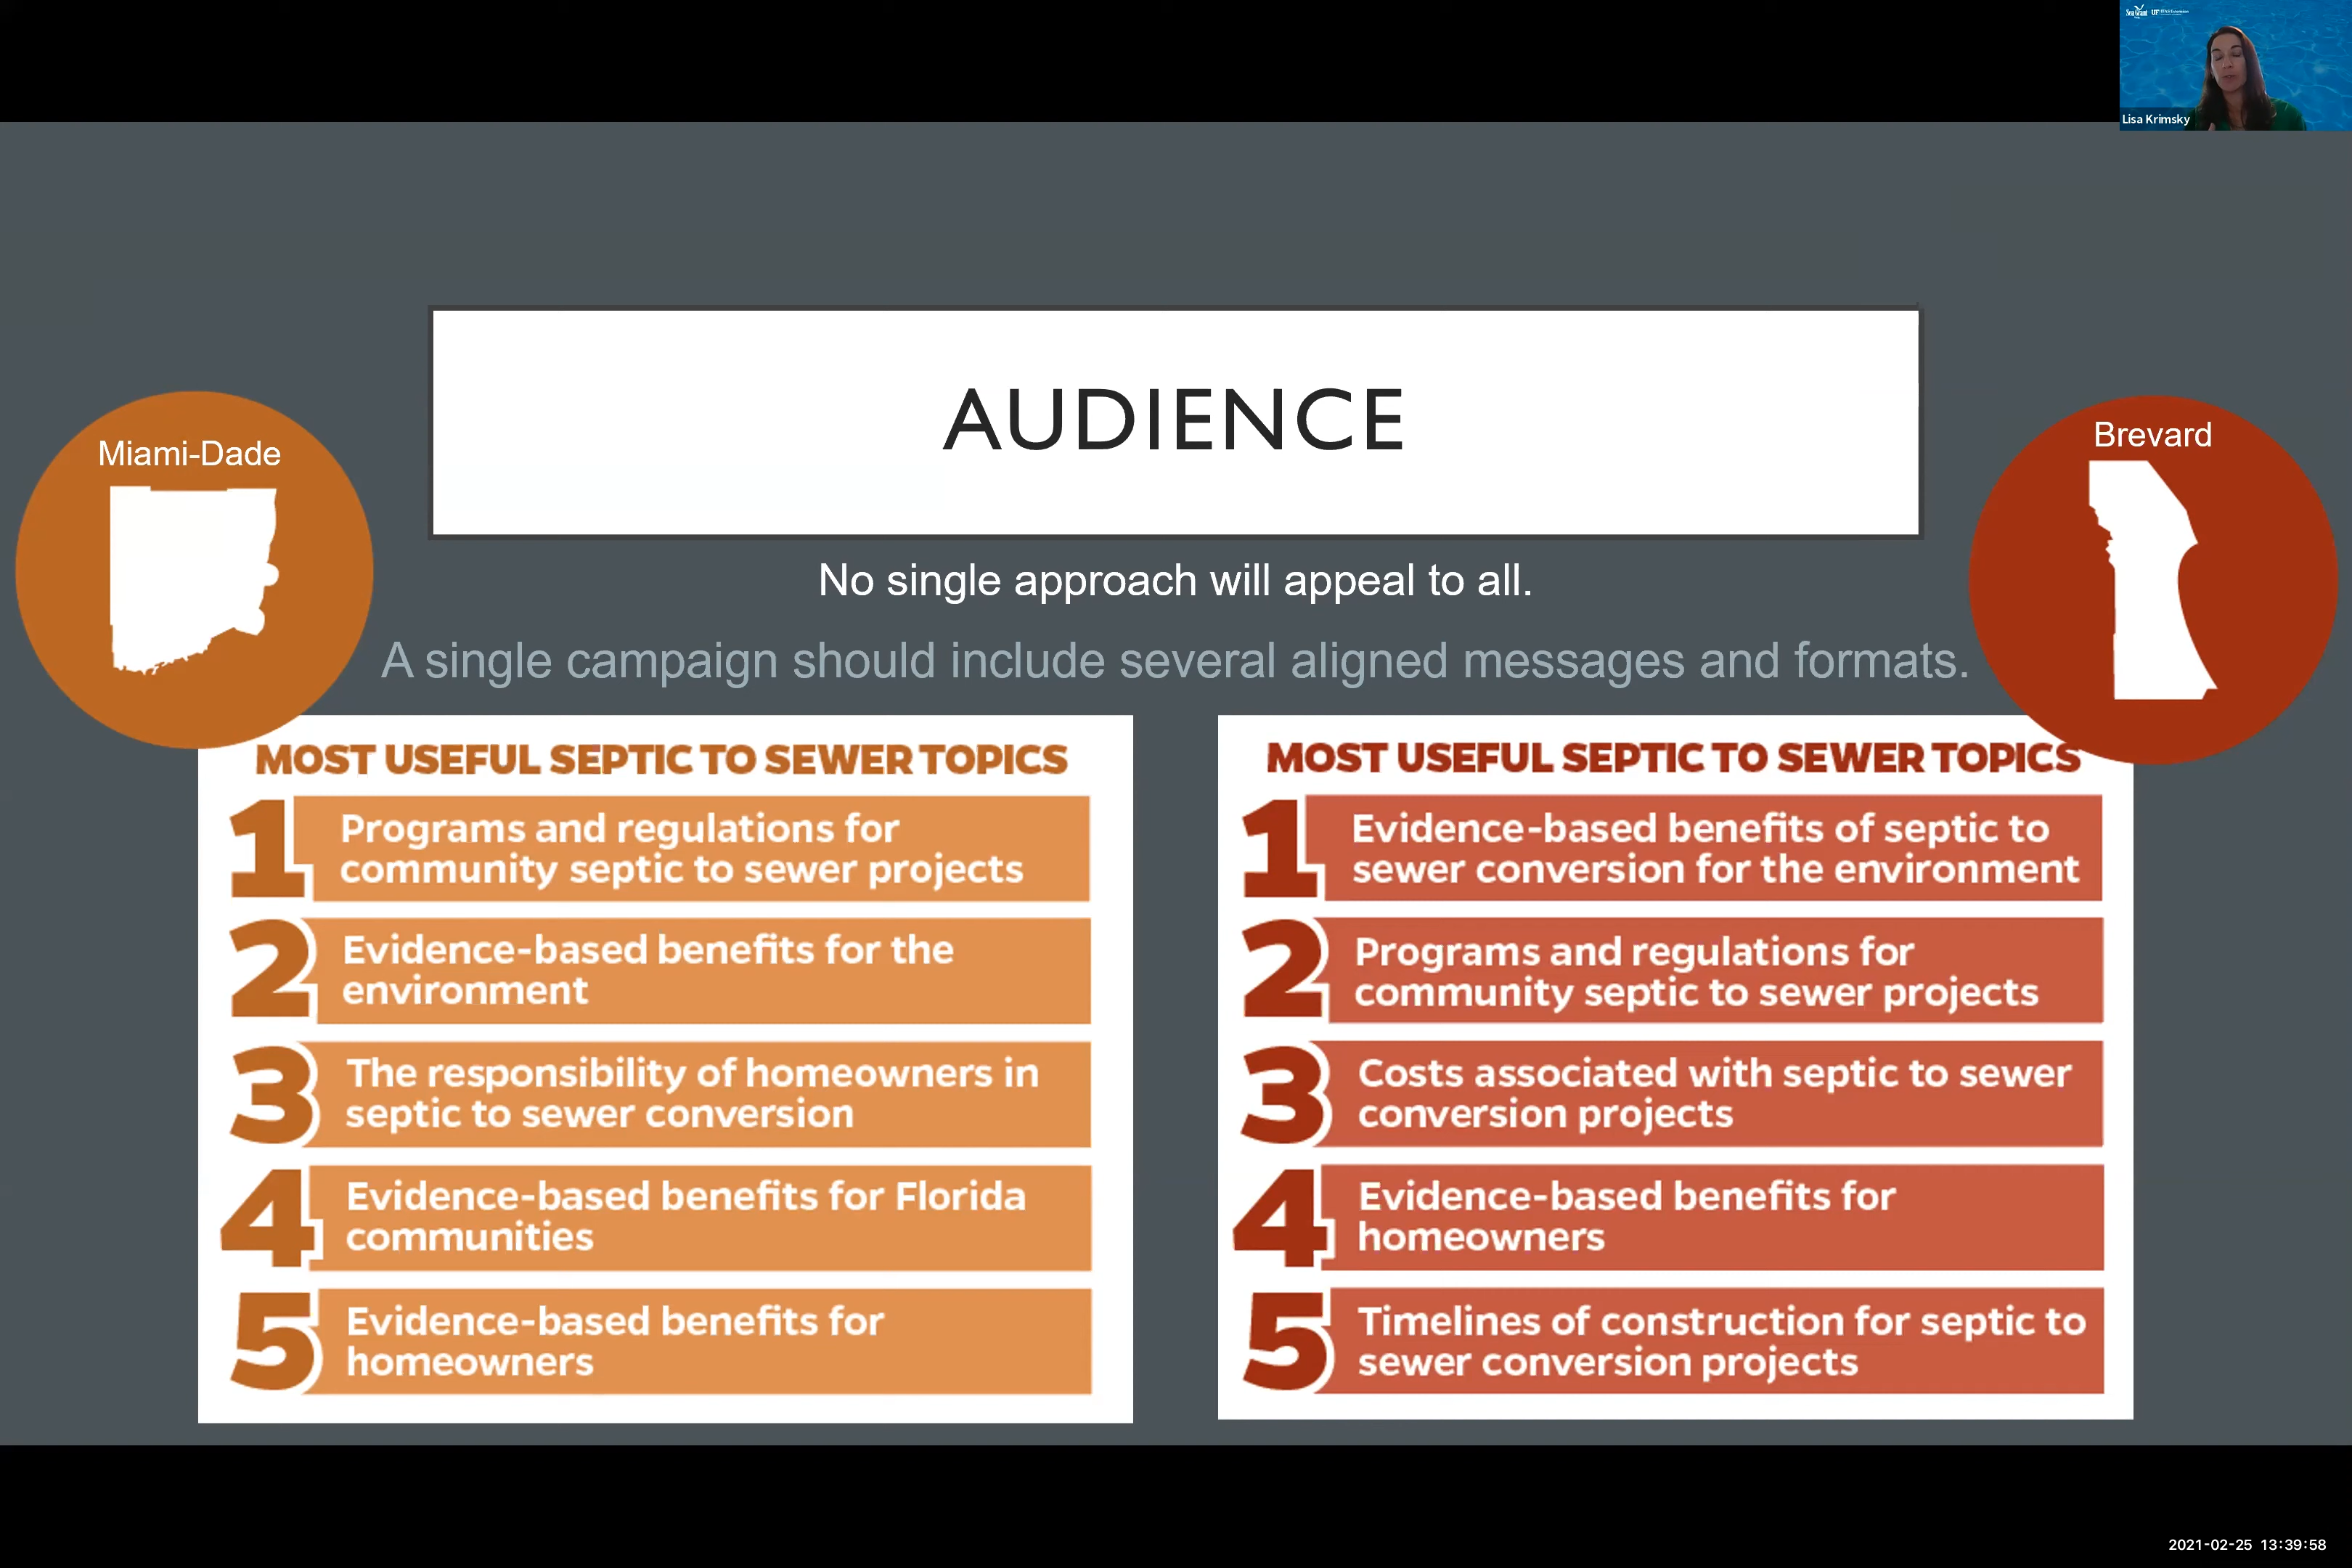 Sea Grant UF
Lisa Krimsky
AUDIENCE
Miami-Dade
Brevard
No single approach will appeal to all.
A single campaign should include several aligned messages and formats.
MOST USEFUL SEPTIC TO SEWER TOPICS
1 Programs and regulations for
community septic to sewer projects
2 Evidence-based benefits for the
environment
3 The responsibility of homeowners in
septic to sewer conversion
4 Evidence-based benefits for Florida
communities
5 Evidence-based benefits for
homeowners
MOST USEFUL SEPTIC TO SEWER TOPICS
1 Evidence-based benefits of septic to
sewer conversion for the environment
2 Programs and regulations for
community septic to sewer projects
3 Costs associated with septic to sewer
conversion projects
4 Evidence-based benefits for
homeowners
5 Timelines of construction for septic to
sewer conversion projects
2021-02-25 13:39:58